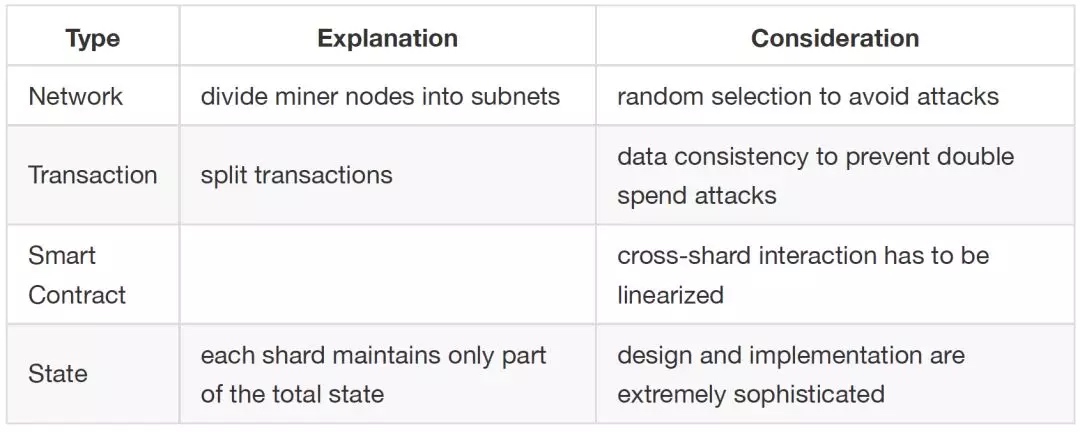 Type Explanation Consideration
Network divide miner nodes into subnets random selection to avoid attacks
Transaction split transactions data consistency to prevent double
spend attacks
Smart
Contract
cross-shard interaction has to be
linearized
State each shard maintains only part
of the total state
design and implementation are
extremely sophisticated